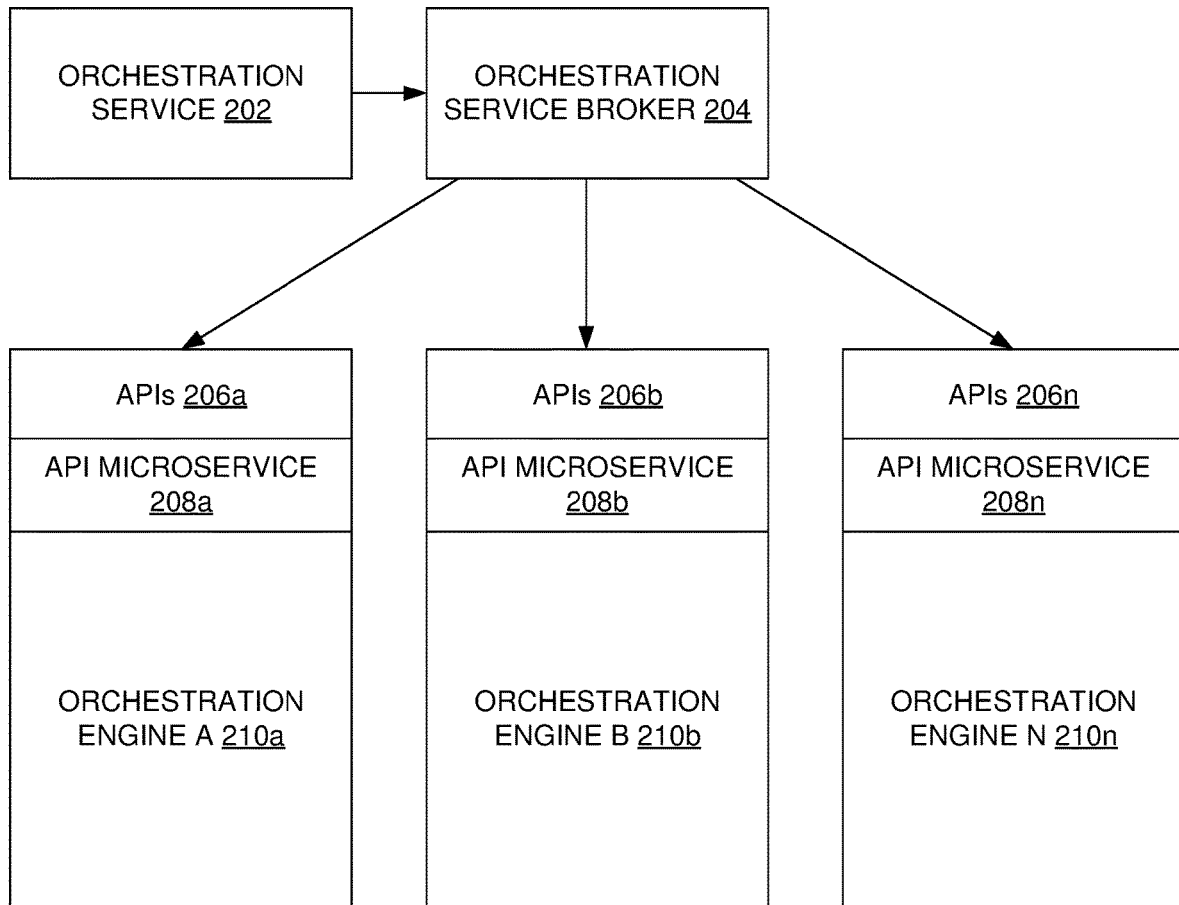 ORCHESTRATION
SERVICE 202
ORCHESTRATION
SERVICE BROKER 204
APIs 206a
API MICROSERVICE
208a
ORCHESTRATION
ENGINE A 210a
APIs 206b
API MICROSERVICE
208b
ORCHESTRATION
ENGINE B 210b
APIs 206n
API MICROSERVICE
208n
ORCHESTRATION
ENGINE N 210n